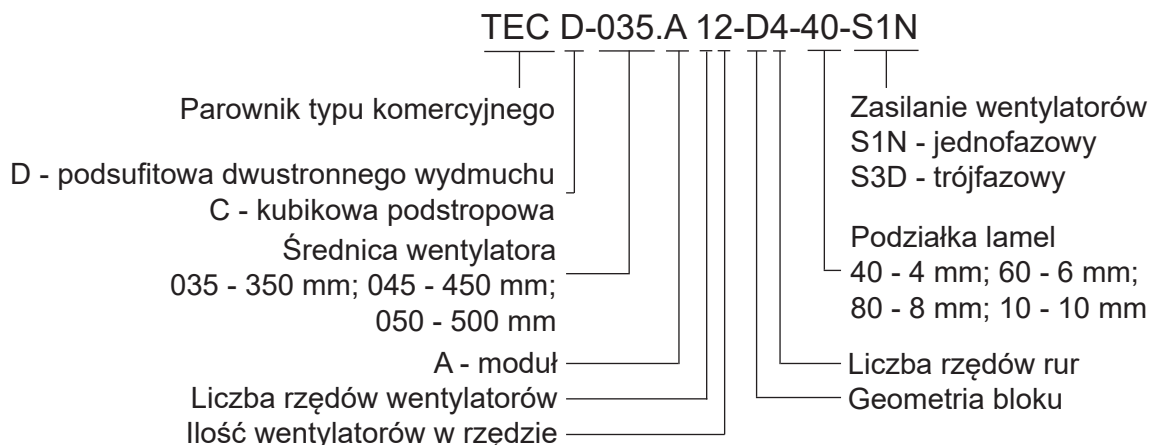 TEC D-035.A 12-D4-40-S1N
Parownik typu komercyjnego
D - podsufitowa dwustronnego wydmuchu
C - kubikowa podstropowa
Średnica wentylatora
035 - 350 mm; 045 - 450 mm;
050 - 500 mm
A - moduł
Liczba rzędów wentylatorów
Ilość wentylatorów w rzędzie
Zasilanie wentylatorów
S1N - jednofazowy
S3D - trójfazowy
Podziałka lamel
40 - 4 mm; 60 - 6 mm;
80 - 8 mm; 10 - 10 mm
Liczba rzędów rur
Geometria bloku